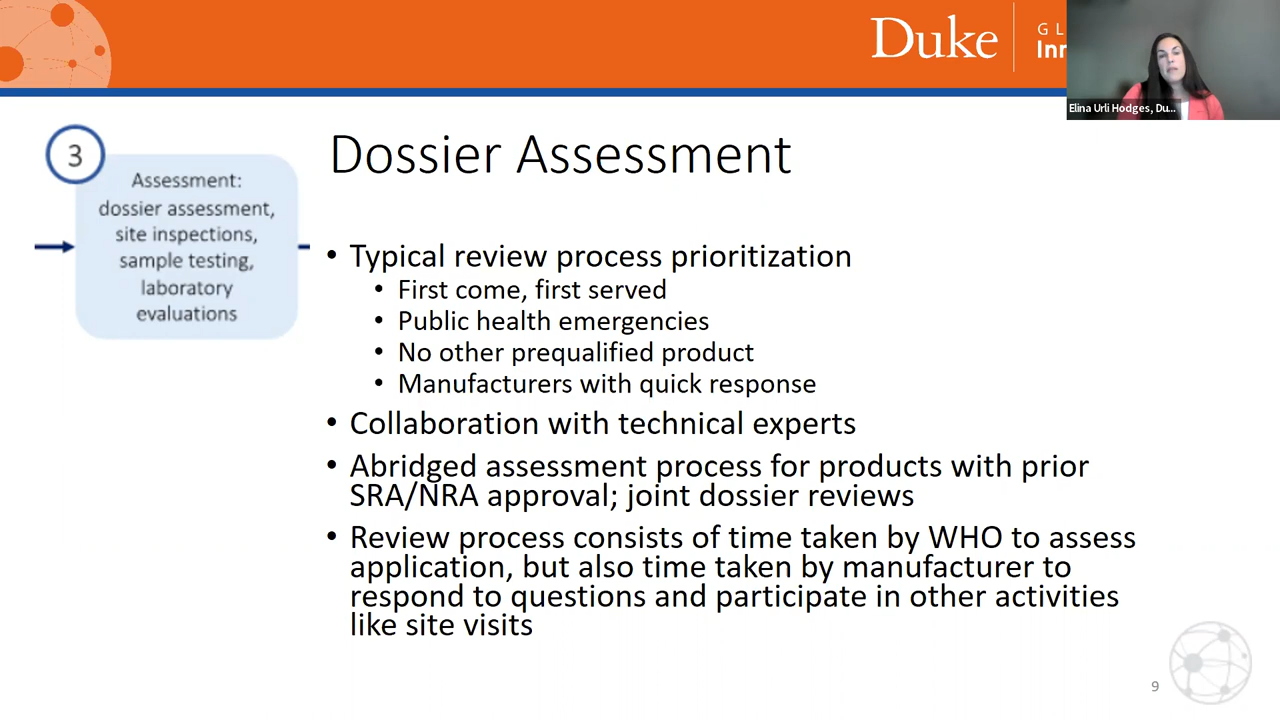 Duke
GL
Inn
Elina Urli Hodges, Du...
3
Assessment:
dossier assessment,
site inspections,
sample testing,
laboratory
evaluations
Dossier Assessment
• Typical review process prioritization
• First come, first served
• Public health emergencies
• No other prequalified product
• Manufacturers with quick response
• Collaboration with technical experts
• Abridged assessment process for products with prior
SRA/NRA approval; joint dossier reviews
• Review process consists of time taken by WHO to assess
application, but also time taken by manufacturer to
respond to questions and participate in other activities
like site visits
9